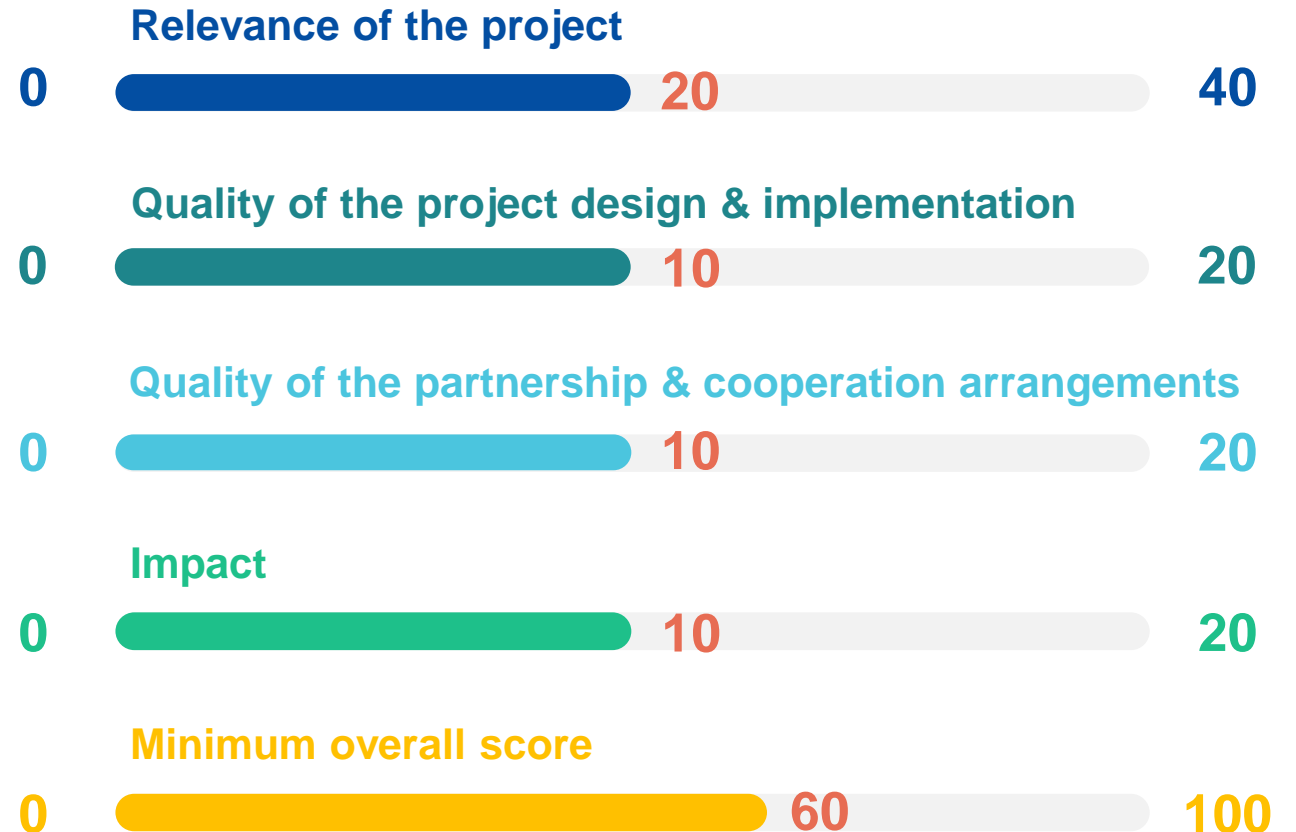 Relevance of the project
0 20 40
Quality of the project design & implementation
0 10 20
Quality of the partnership & cooperation arrangements
0 10 20
Impact
0 10 20
Minimum overall score
0 60 100